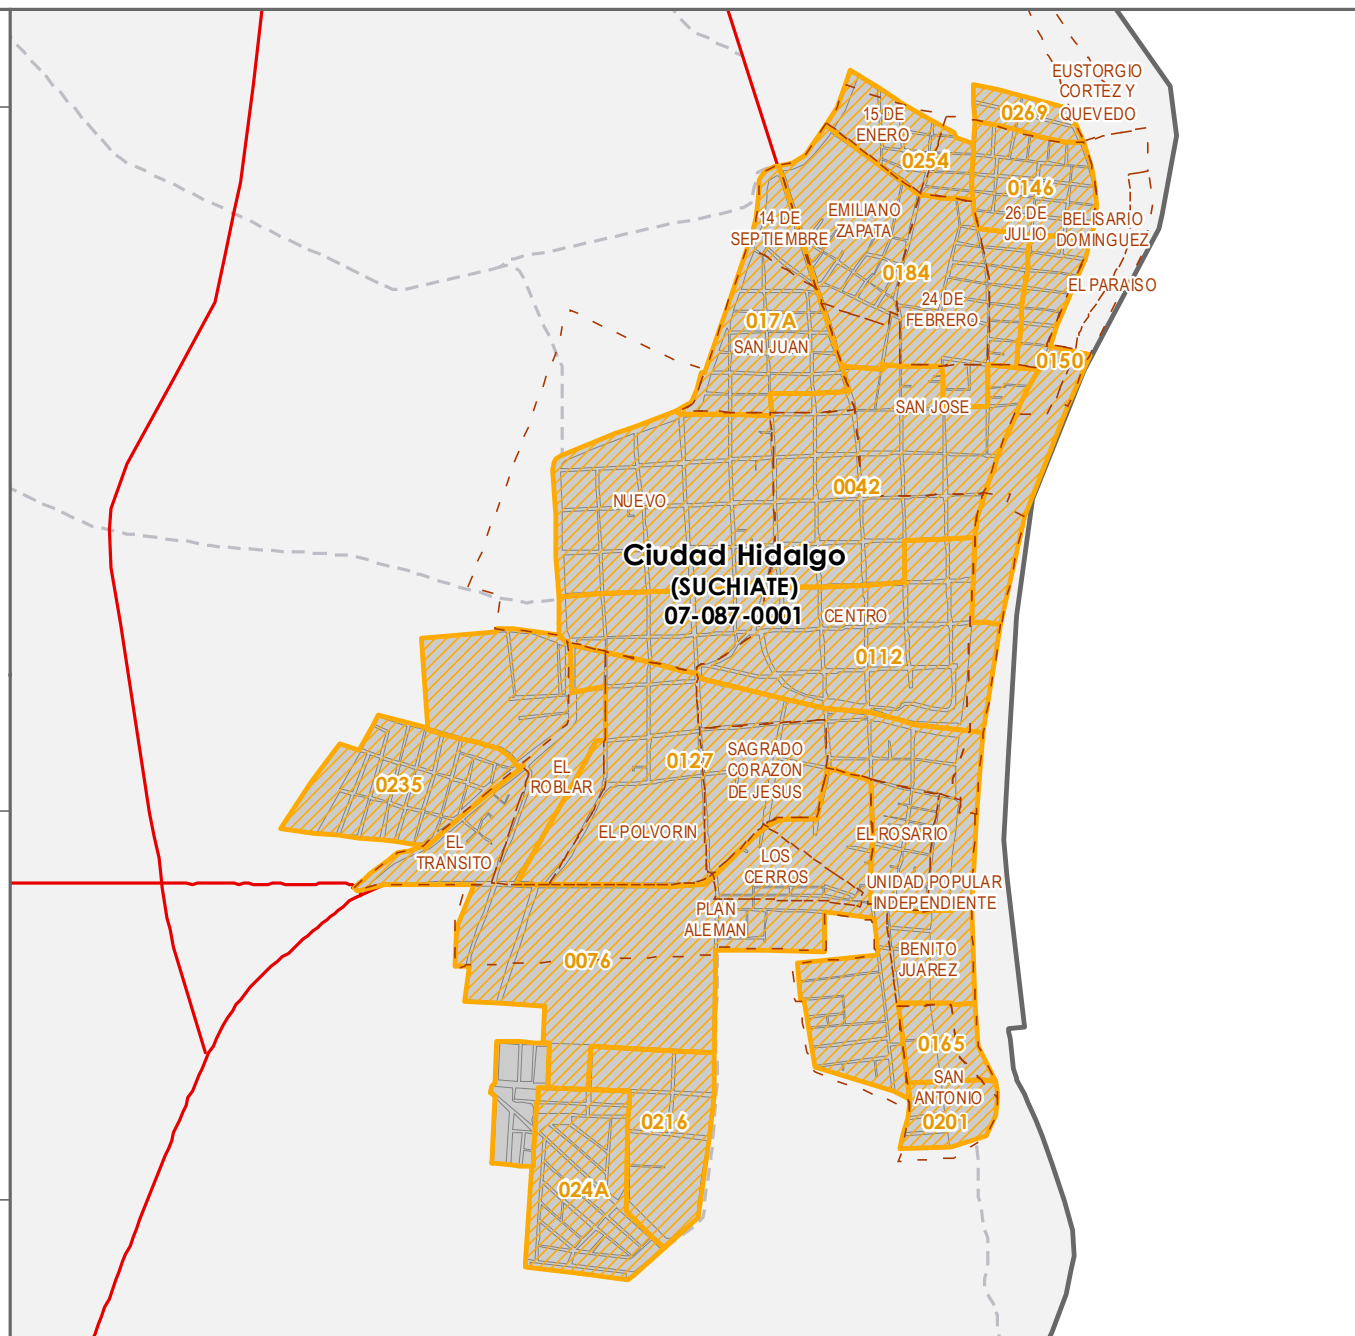 EUSTORGIO
CORTEZ Y
QUEVEDO
0269
15 DE
ENERO
0254
0146
26 DE
JULIO
BELISARIO
DOMINGUEZ
EMILIANO
ZAPATA
14 DE
SEPTIEMBRE
0184
EL PARAISO
24 DE
FEBRERO
017A
SAN JUAN
0150
SAN JOSE
0042
NUEVO
Ciudad Hidalgo
(SUCHIATE)
07-087-0001
CENTRO
0112
0127
SAGRADO
CORAZON
DE JESUS
EL
ROBLAR
0235
EL POLVORIN
EL ROSARIO
EL
TRANSITO
LOS
CERROS
UNIDAD POPULAR
INDEPENDIENTE
PLAN
ALEMAN
BENITO
JUAREZ
0076
0165
SAN
ANTONIO
0201
0216
024A